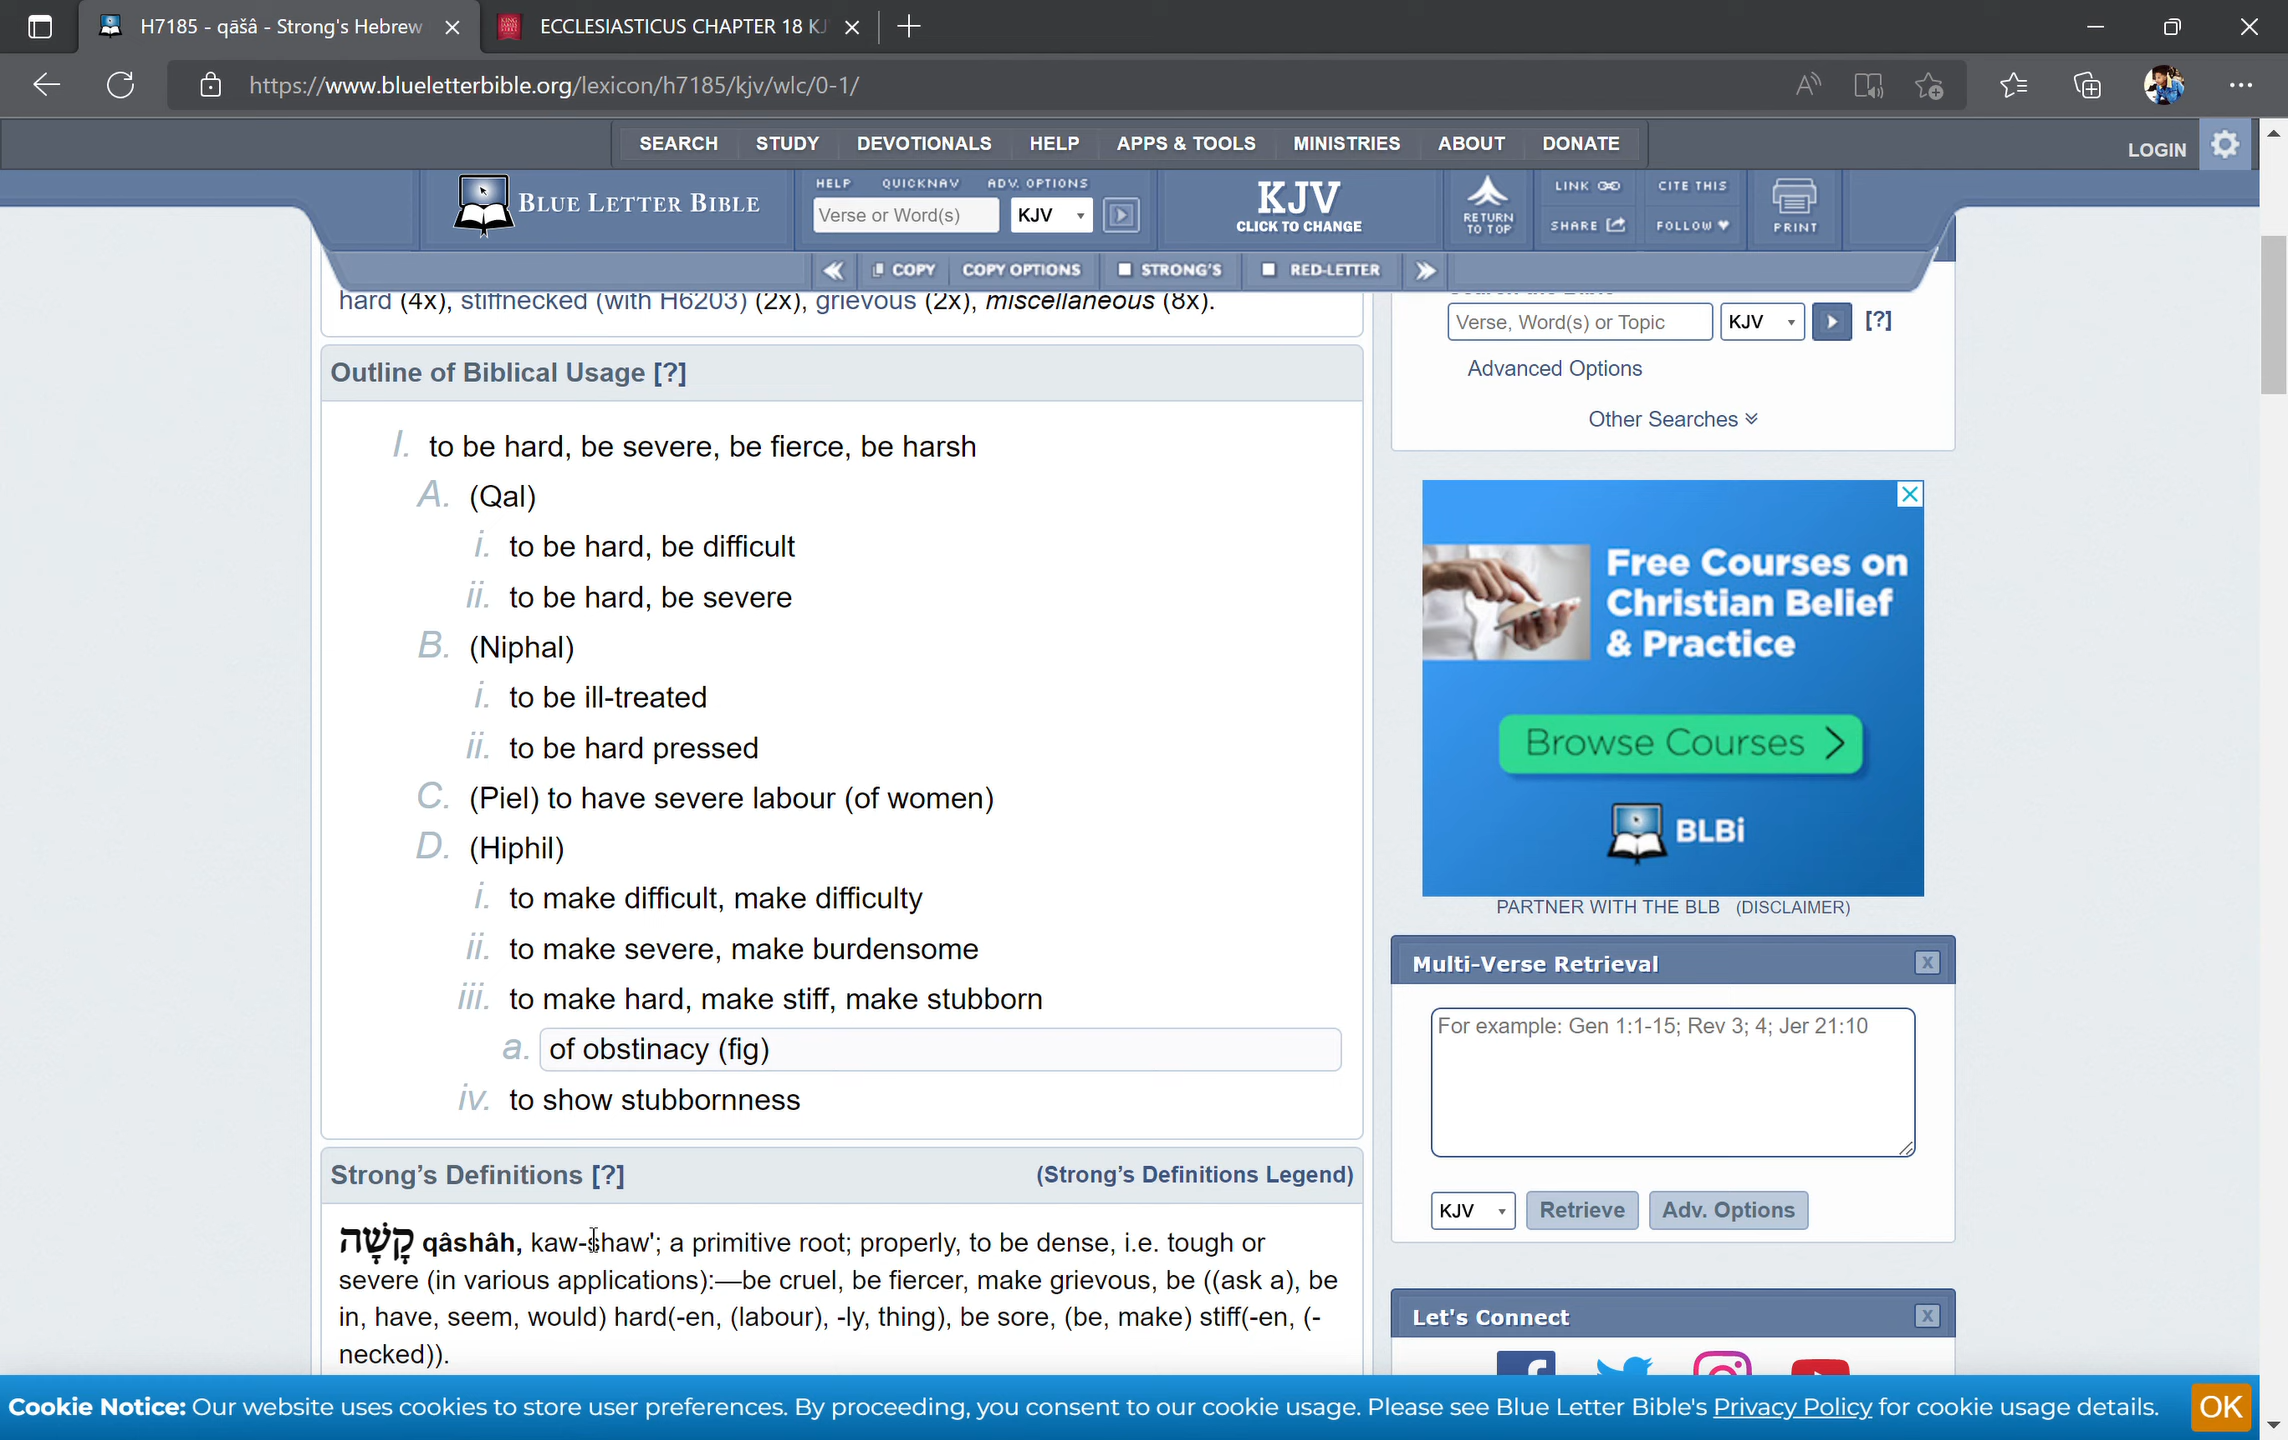 H7185 - qāšâ - Strong's Hebrew
ECCLESIASTICUS CHAPTER 18 KJ
https://www.blueletterbible.org/lexicon/h7185/kjv/wlc/0-1/
SEARCH STUDY DEVOTIONALS HELP APPS & TOOLS MINISTRIES ABOUT DONATE
LOGIN
BLUE LETTER BIBLE
HELP QUICKNAV ADV. OPTIONS
Verse or Word(s) KJV
KJV
CLICK TO CHANGE
RETURN
TO TOP
LINK CITE THIS
SHARE FOLLOW
PRINT
COPY COPY OPTIONS STRONG'S RED-LETTER
hard (4x), stiffnecked (with H6203) (2x), grievous (2x), miscellaneous (8x).
Outline of Biblical Usage [?]
I. to be hard, be severe, be fierce, be harsh
A. (Qal)
i. to be hard, be difficult
ii. to be hard, be severe
B. (Niphal)
i. to be ill-treated
ii. to be hard pressed
C. (Piel) to have severe labour (of women)
D. (Hiphil)
i. to make difficult, make difficulty
ii. to make severe, make burdensome
iii. to make hard, make stiff, make stubborn
a. of obstinacy (fig)
iv. to show stubbornness
Strong's Definitions [?] (Strong's Definitions Legend)
קָשָׁה qâshâh, kaw-shaw'; a primitive root; properly, to be dense, i.e. tough or
severe (in various applications):—be cruel, be fiercer, make grievous, be ((ask a), be
in, have, seem, would) hard(-en, (labour), -ly, thing), be sore, (be, make) stiff(-en, (-
necked)).
Verse, Word(s) or Topic KJV [?]
Advanced Options
Other Searches
Free Courses on
Christian Belief
& Practice
Browse Courses >
BLBi
PARTNER WITH THE BLB (DISCLAIMER)
Multi-Verse Retrieval X
For example: Gen 1:1-15; Rev 3; 4; Jer 21:10
KJV Retrieve Adv. Options
Let's Connect X
Cookie Notice: Our website uses cookies to store user preferences. By proceeding, you consent to our cookie usage. Please see Blue Letter Bible's Privacy Policy for cookie usage details. OK